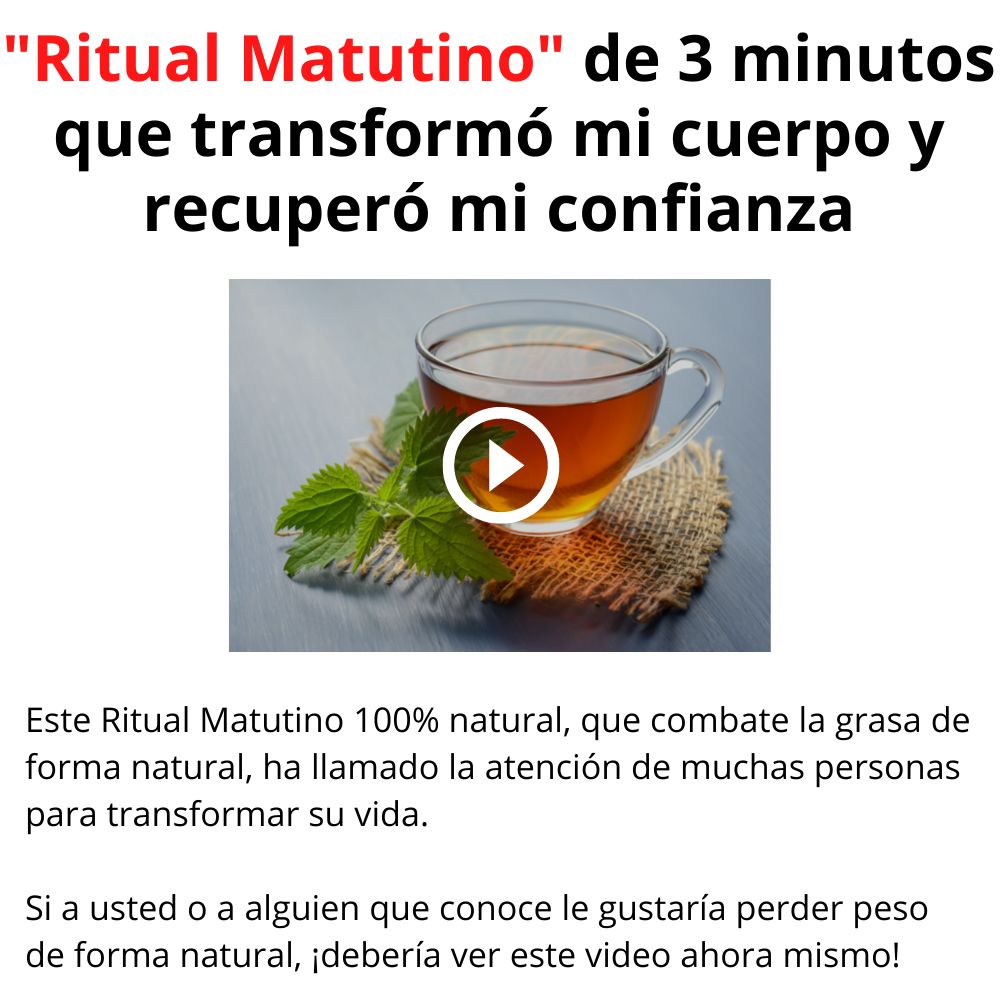 "Ritual Matutino" de 3 minutos
que transformó mi cuerpo y
recuperó mi confianza
Este Ritual Matutino 100% natural, que combate la grasa de
forma natural, ha llamado la atención de muchas personas
para transformar su vida.
Si a usted o a alguien que conoce le gustaría perder peso
de forma natural, ¡debería ver este video ahora mismo!